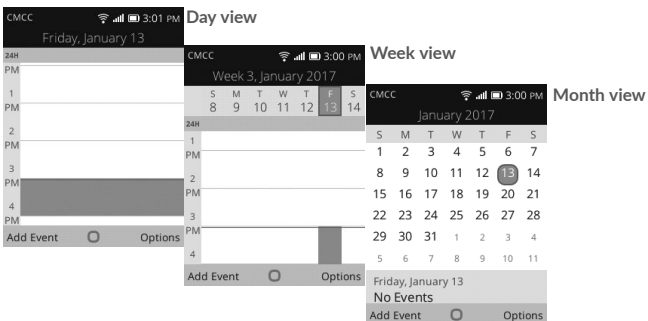 CMCC 3:01 PM
Day view
Friday, January 13
24H
PM
1
PM
2
PM
3
PM
4
PM
Add Event Options
CMCC 3:00 PM
Week view
Week 3, January 2017
S M T W T F S
8 9 10 11 12 13 14
24H
1
PM
2
PM
3
PM
4
Add Event Options
CMCC 3:00 PM
Month view
January 2017
S M T W T F S
1 2 3 4 5 6 7
8 9 10 11 12 13 14
15 16 17 18 19 20 21
22 23 24 25 26 27 28
29 30 31 1 2 3 4
5 6 7 8 9 10 11
Friday, January 13
No Events
Add Event Options